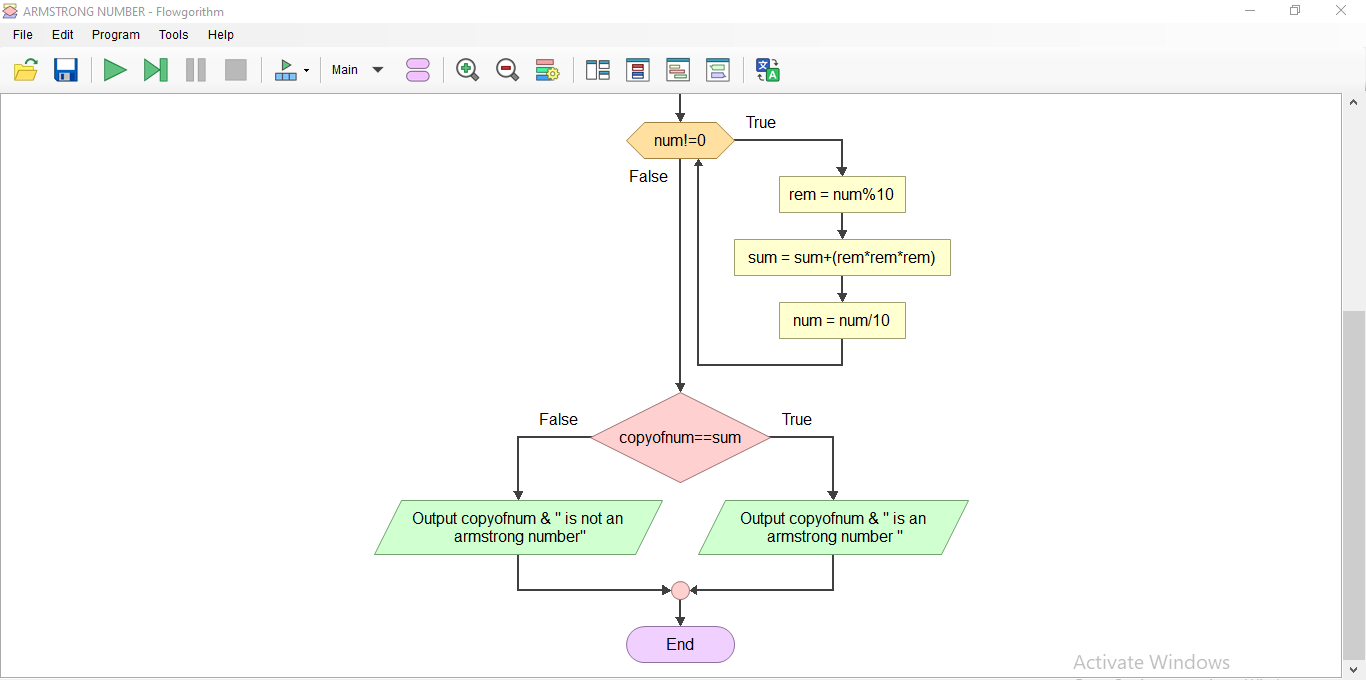 ARMSTRONG NUMBER - Flowgorithm
File Edit Program Tools Help
Main
True
num!=0
False
rem = num%10
sum = sum+(rem*rem*rem)
num = num/10
False
True
copyofnum==sum
Output copyofnum & " is not an
armstrong number"
Output copyofnum & " is an
armstrong number "
End
Activate Windows